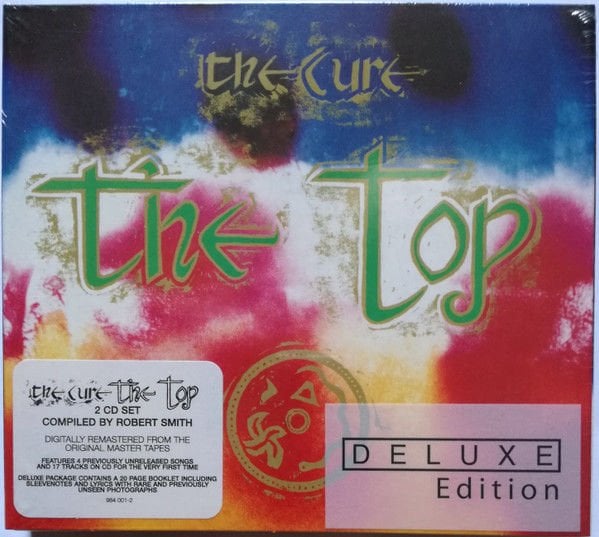 the cure
the top
the cure the top
2 CD SET
COMPILED BY ROBERT SMITH
DIGITALLY REMASTERED FROM THE
ORIGINAL MASTER TAPES
FEATURES 4 PREVIOUSLY UNRELEASED SONGS
AND 17 TRACKS ON CD FOR THE VERY FIRST TIME
DELUXE PACKAGE CONTAINS A 20 PAGE BOOKLET INCLUDING
SLEEVENOTES AND LYRICS WITH RARE AND PREVIOUSLY
UNSEEN PHOTOGRAPHS
984 001-2
DELUXE
Edition